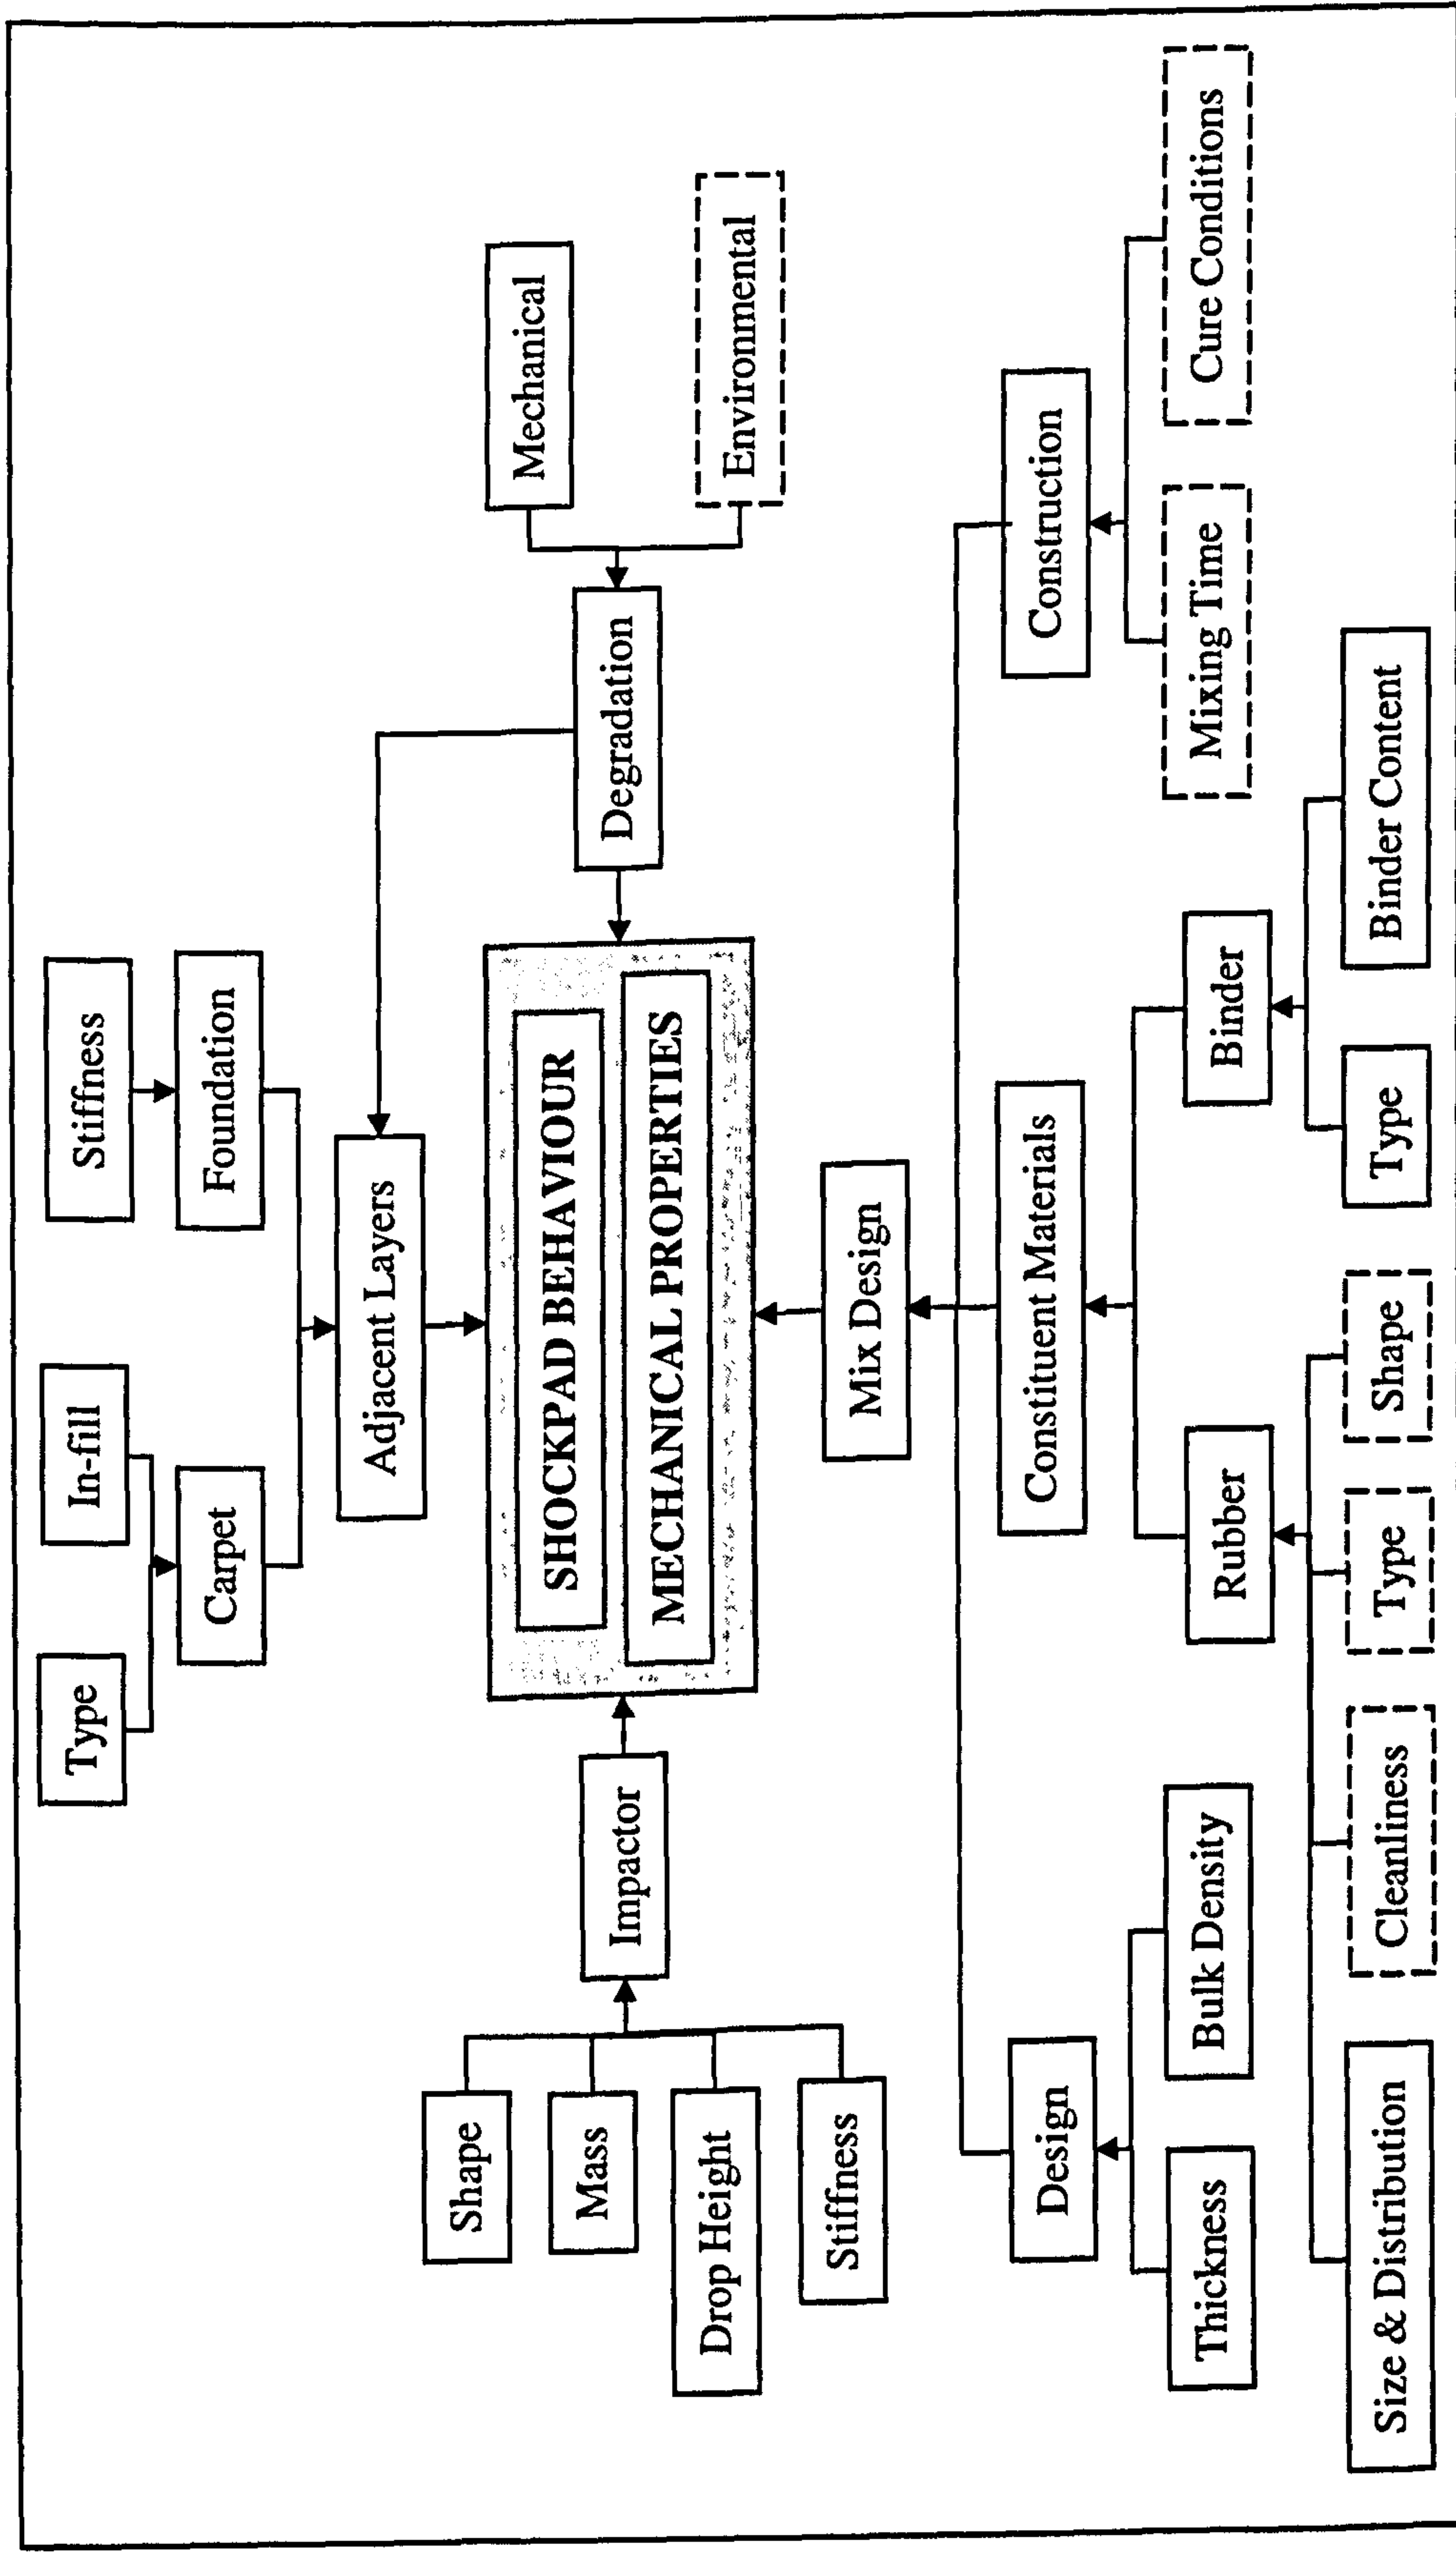 Type
In-fill
Stiffness
Carpet
Foundation
Adjacent Layers
Shape
Mass
Drop Height
Stiffness
Impactor
SHOCKPAD BEHAVIOUR
MECHANICAL PROPERTIES
Degradation
Mechanical
Environmental
Mix Design
Design
Constituent Materials
Construction
Thickness
Bulk Density
Rubber
Binder
Mixing Time
Cure Conditions
Size & Distribution
Cleanliness
Type
Shape
Type
Binder Content